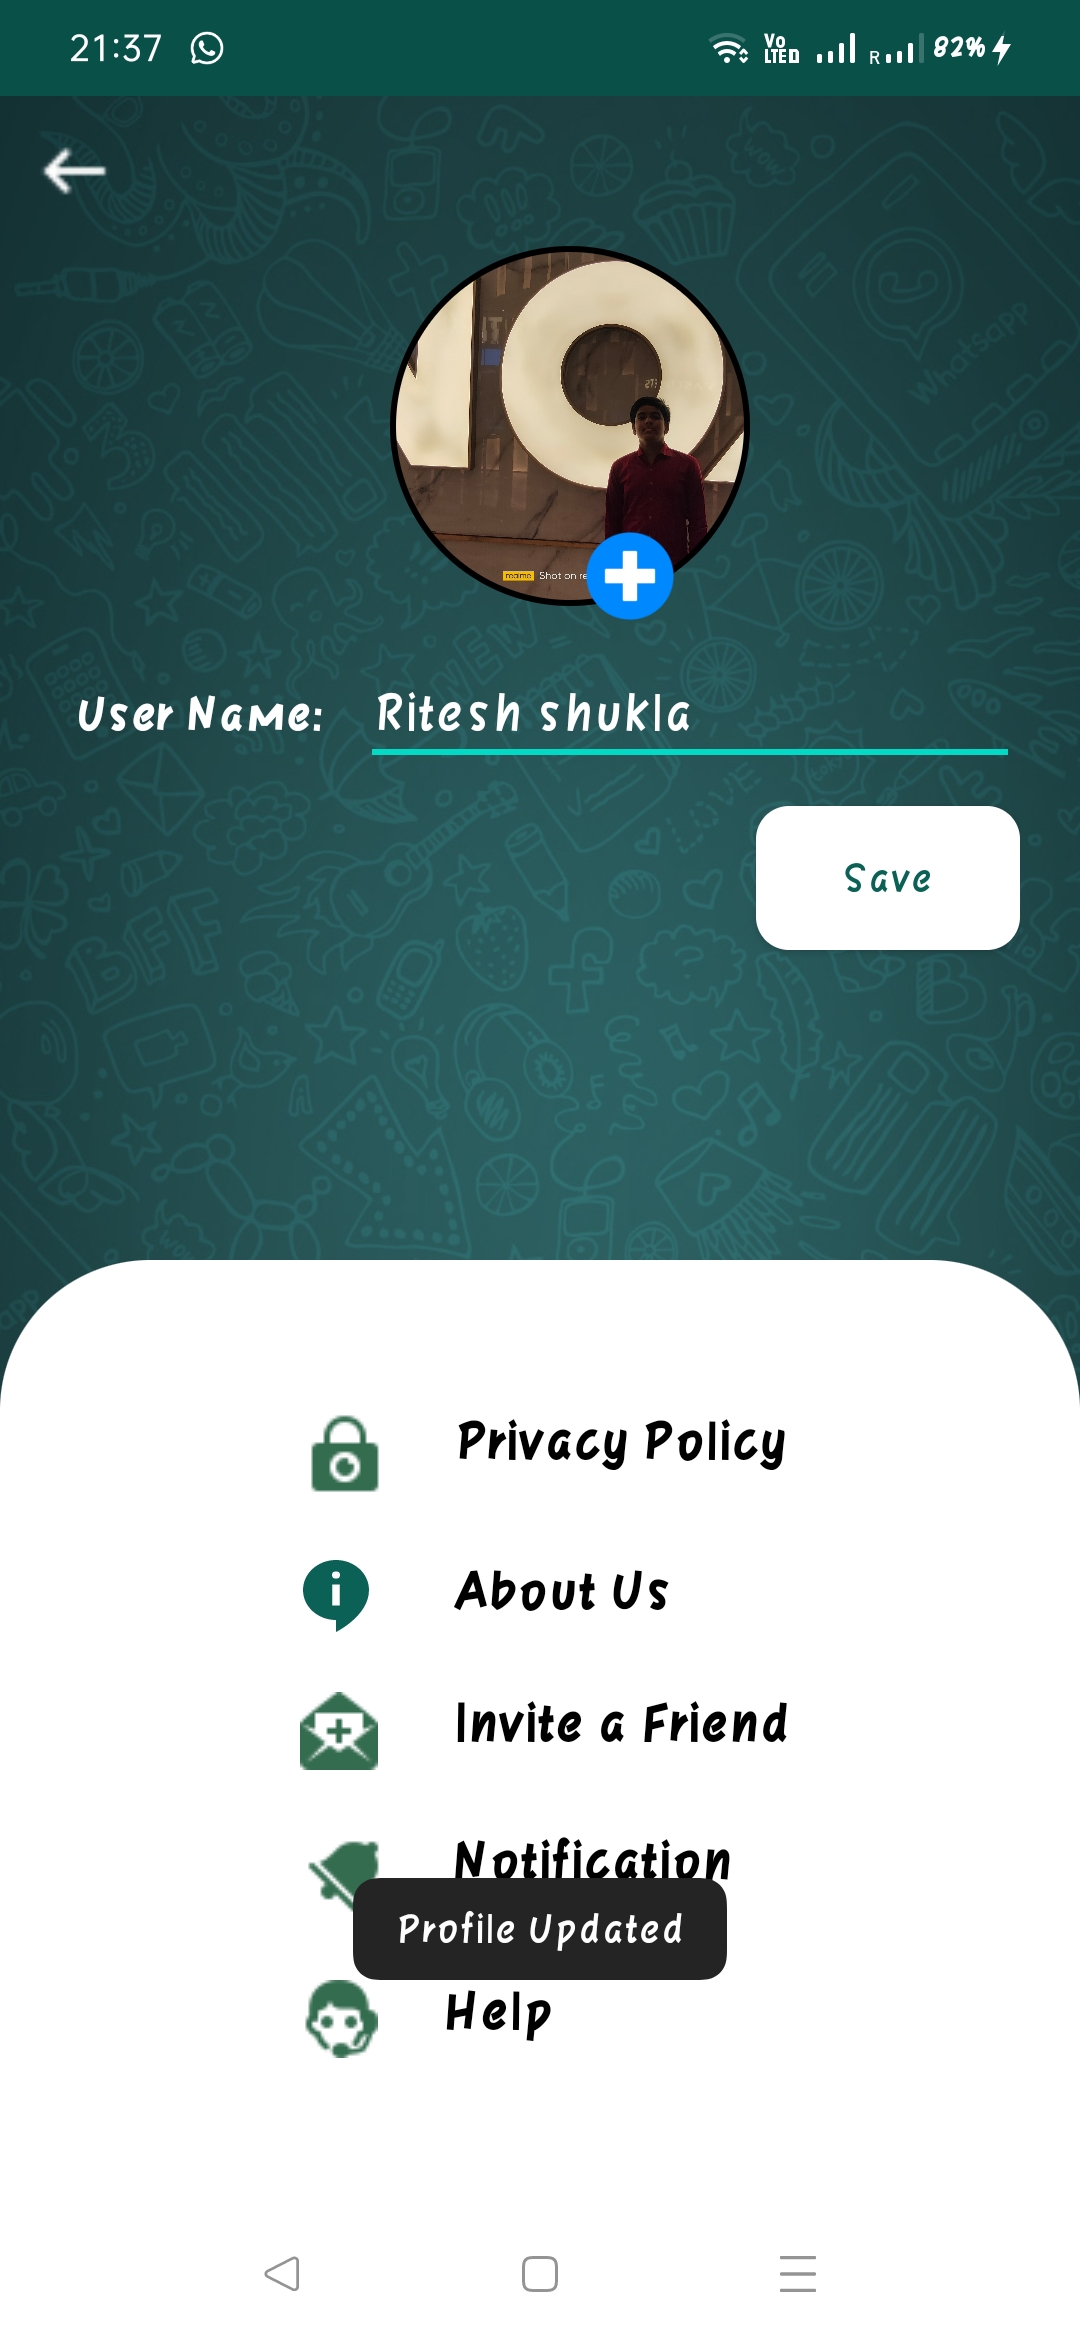 21:37 Vo LTE R 82%
realme Shot on re
User Name: Ritesh shukla
Save
Privacy Policy
About Us
Invite a Friend
Notification
Profile Updated
Help